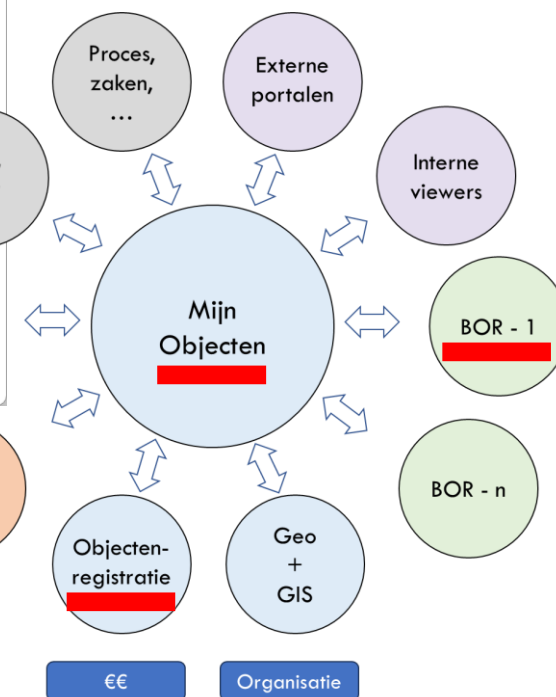 Proces,
zaken,
...
Externe
portalen
Interne
viewers
Mijn
Objecten
BOR - 1
BOR - n
Objecten-
registratie
Geo
+
GIS
€€
Organisatie